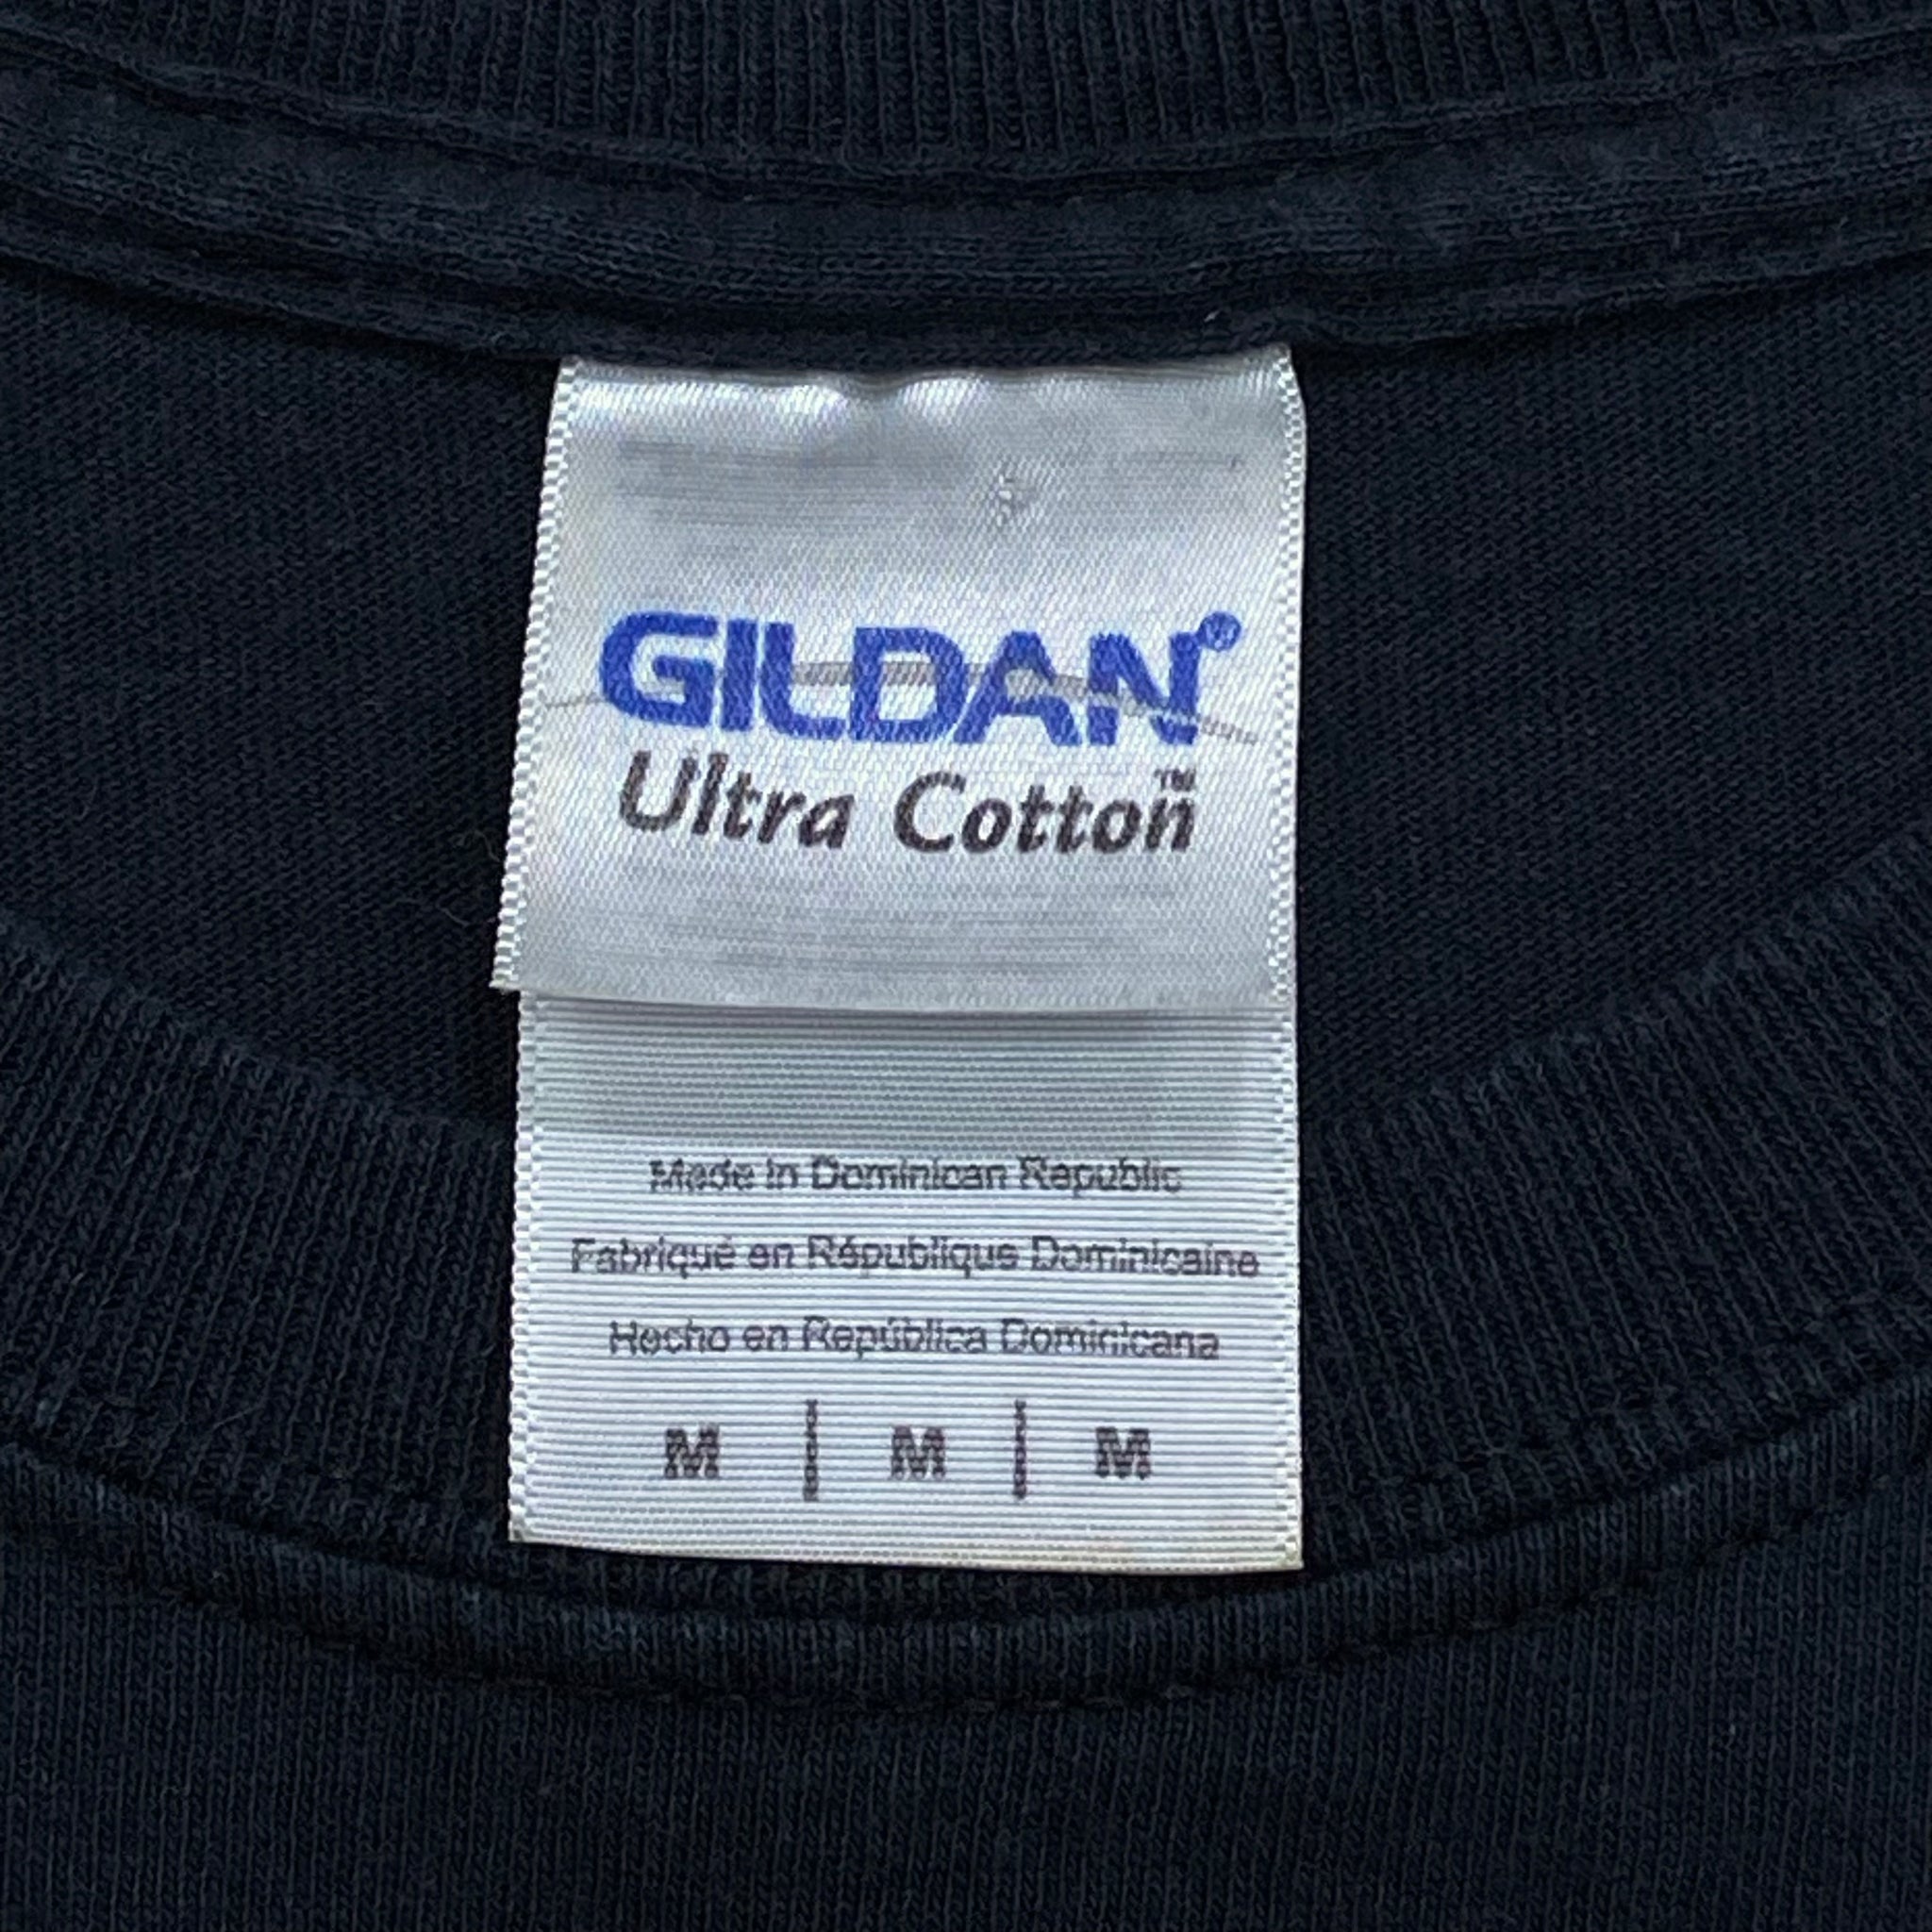 GILDAN®
Ultra Cotton™
Made in Dominican Republic
Fabriqué en République Dominicaine
Hecho en República Dominicana
M | M | M